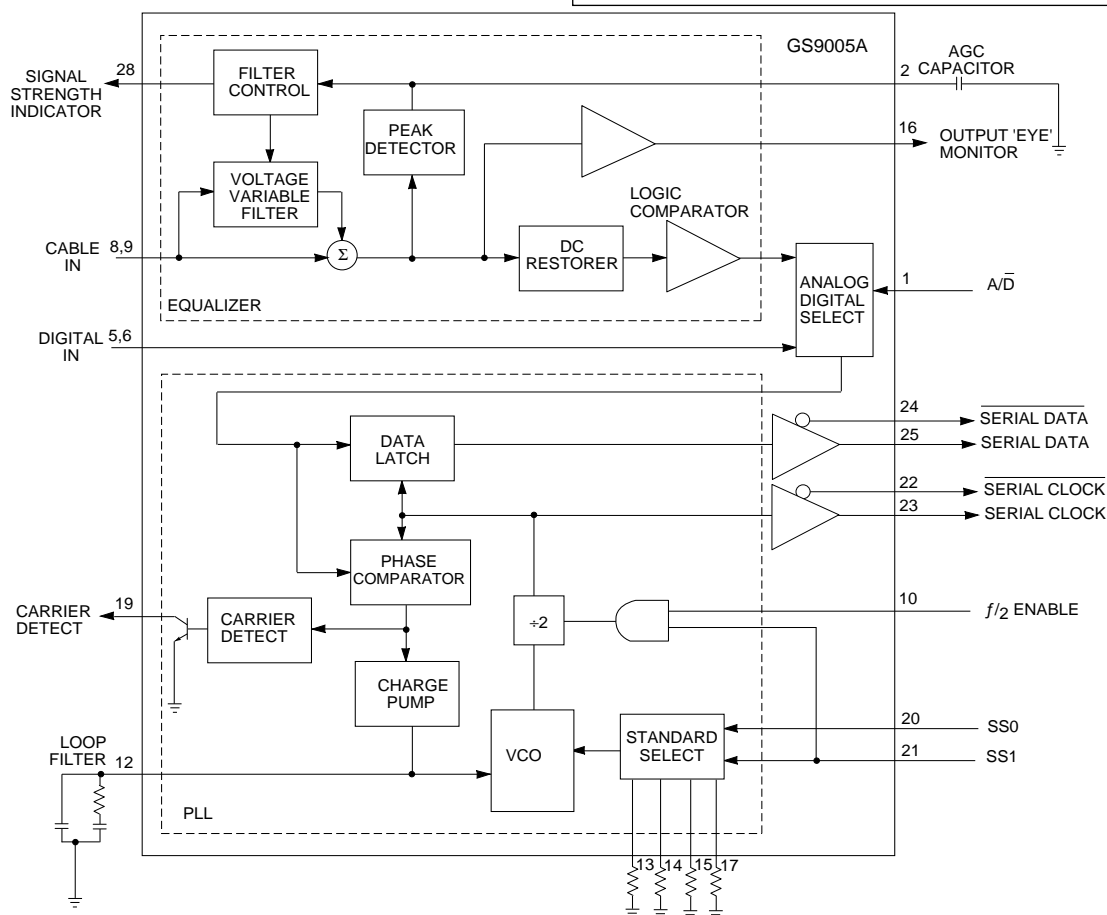 GS9005A
SIGNAL
STRENGTH
INDICATOR
28
FILTER
CONTROL
2
AGC
CAPACITOR
PEAK
DETECTOR
16
OUTPUT 'EYE'
MONITOR
VOLTAGE
VARIABLE
FILTER
LOGIC
COMPARATOR
CABLE
IN
8,9
Σ
DC
RESTORER
ANALOG
DIGITAL
SELECT
1
A/D̅
EQUALIZER
DIGITAL
IN
5,6
DATA
LATCH
24
SERIAL DATA
25
SERIAL DATA
22
SERIAL CLOCK
23
SERIAL CLOCK
PHASE
COMPARATOR
CARRIER
DETECT
19
CARRIER
DETECT
÷2
10
ƒ/2 ENABLE
CHARGE
PUMP
LOOP
FILTER
12
VCO
STANDARD
SELECT
20
SS0
21
SS1
PLL
13
14
15
17